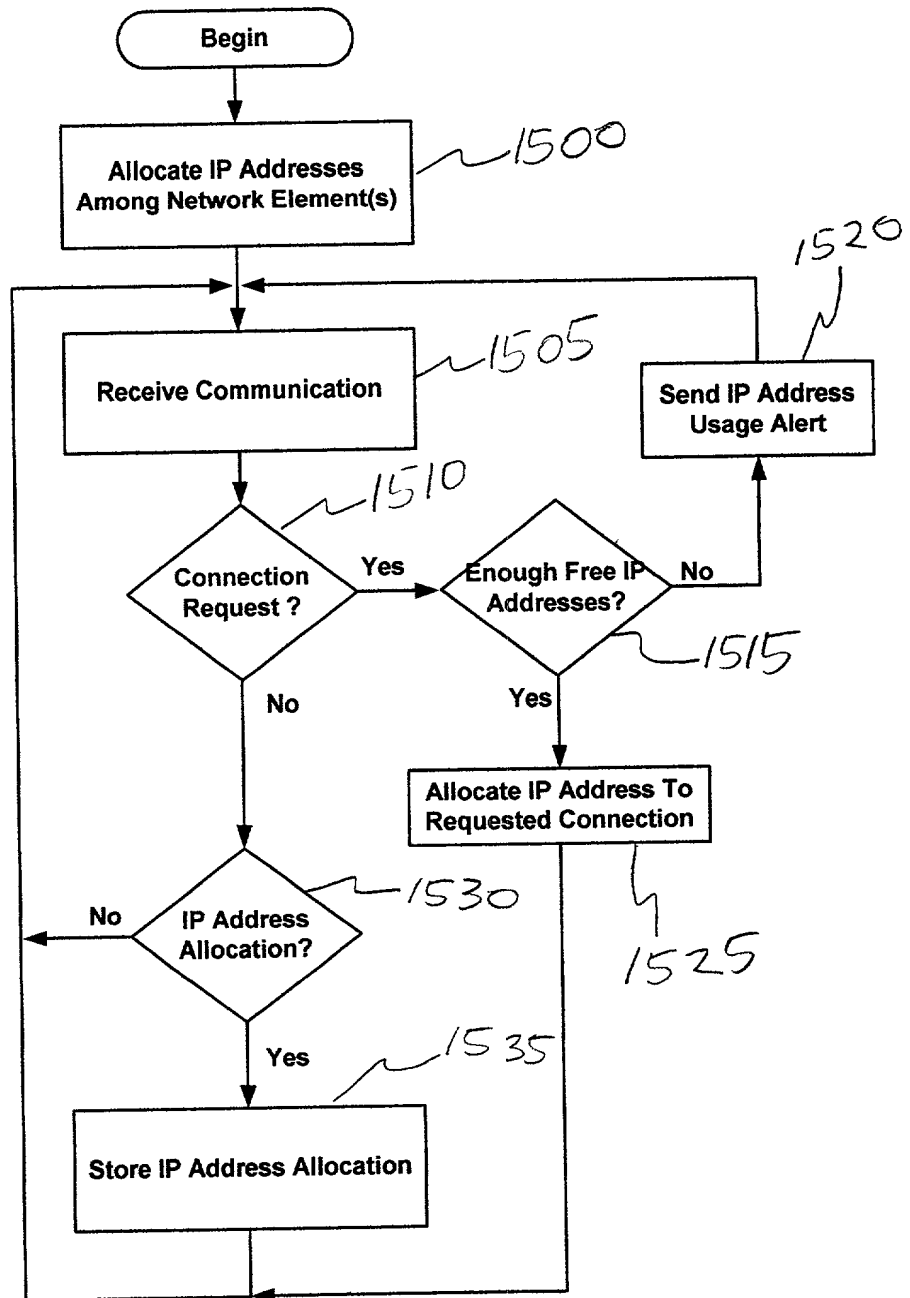 Begin
Allocate IP Addresses
Among Network Element(s)
1500
1520
Receive Communication
1505
Send IP Address
Usage Alert
1510
Connection
Request ?
Yes
Enough Free IP
Addresses?
No
1515
No
Yes
Allocate IP Address To
Requested Connection
1525
No
IP Address
Allocation?
1530
Yes
1535
Store IP Address Allocation